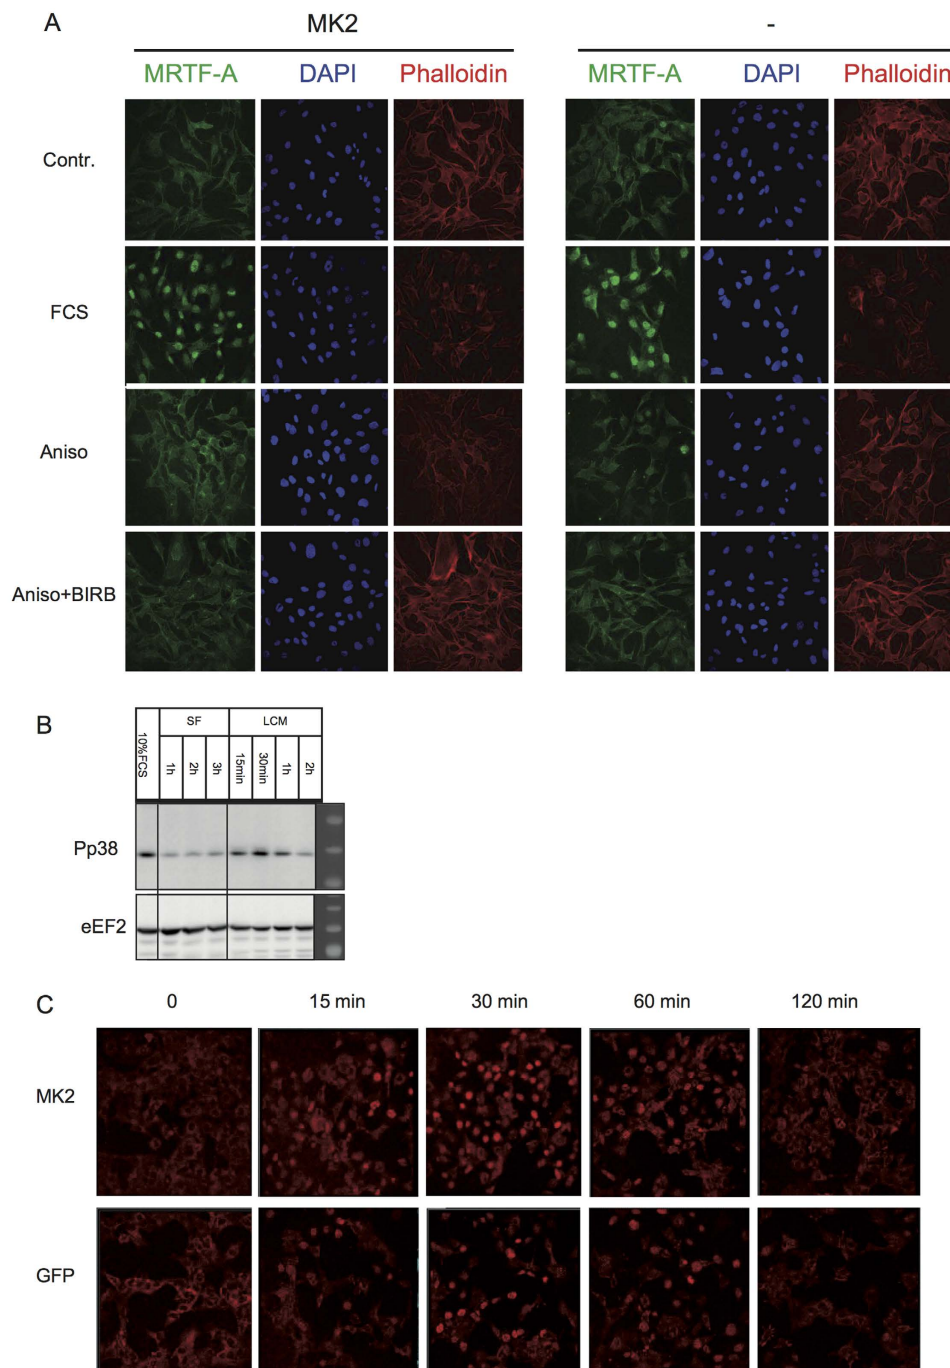 A
MK2
-
MRTF-A DAPI Phalloidin MRTF-A DAPI Phalloidin
Contr.
FCS
Aniso
Aniso+BIRB
B
10%FCS SF LCM
1h 2h 3h 15min 30min 1h 2h
Pp38
eEF2
C
0 15 min 30 min 60 min 120 min
MK2
GFP